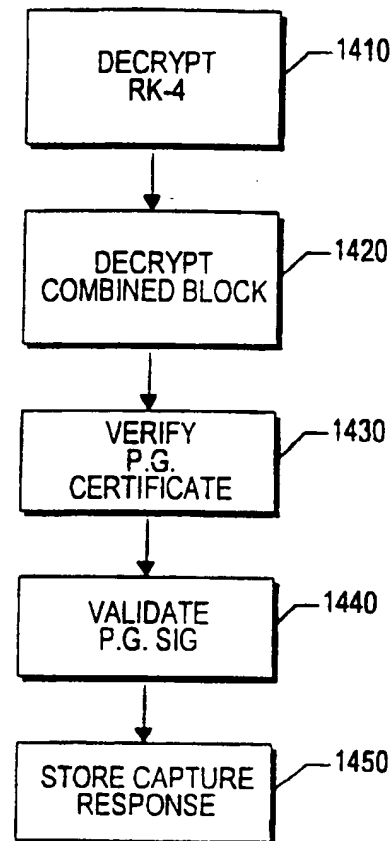 DECRYPT
RK-4
1410
DECRYPT
COMBINED BLOCK
1420
VERIFY
P.G.
CERTIFICATE
1430
VALIDATE
P.G. SIG
1440
STORE CAPTURE
RESPONSE
1450